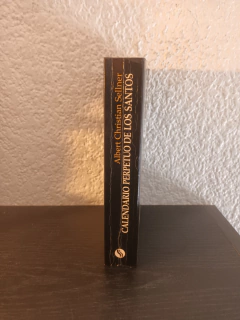 Albert Christian Sellner
CALENDARIO PERPETUO DE LOS SANTOS